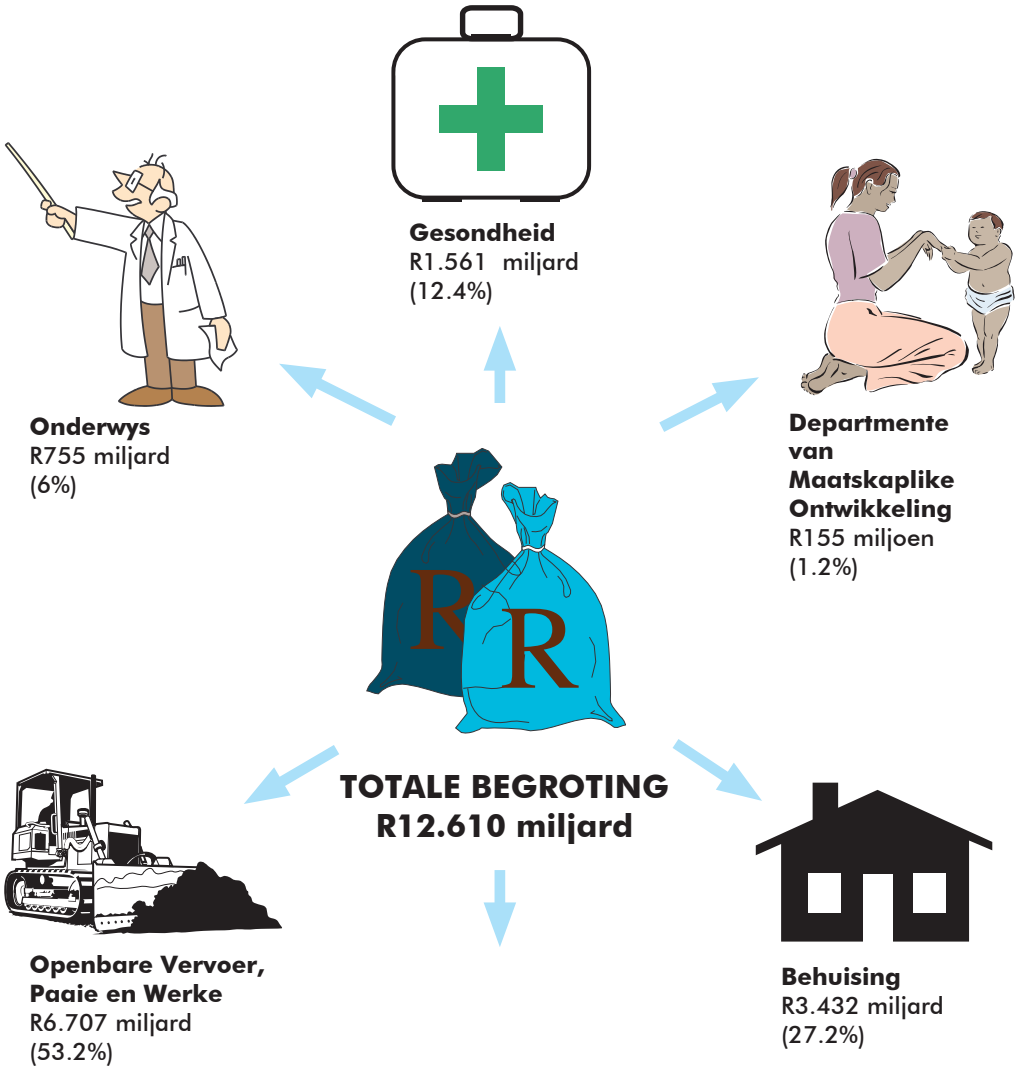 Gesondheid
R1.561 miljard
(12.4%)
Onderwys
R755 miljard
(6%)
Departmente
van
Maatskaplike
Ontwikkeling
R155 miljoen
(1.2%)
R
R
TOTALE BEGROTING
R12.610 miljard
Openbare Vervoer,
Paaie en Werke
R6.707 miljard
(53.2%)
Behuising
R3.432 miljard
(27.2%)